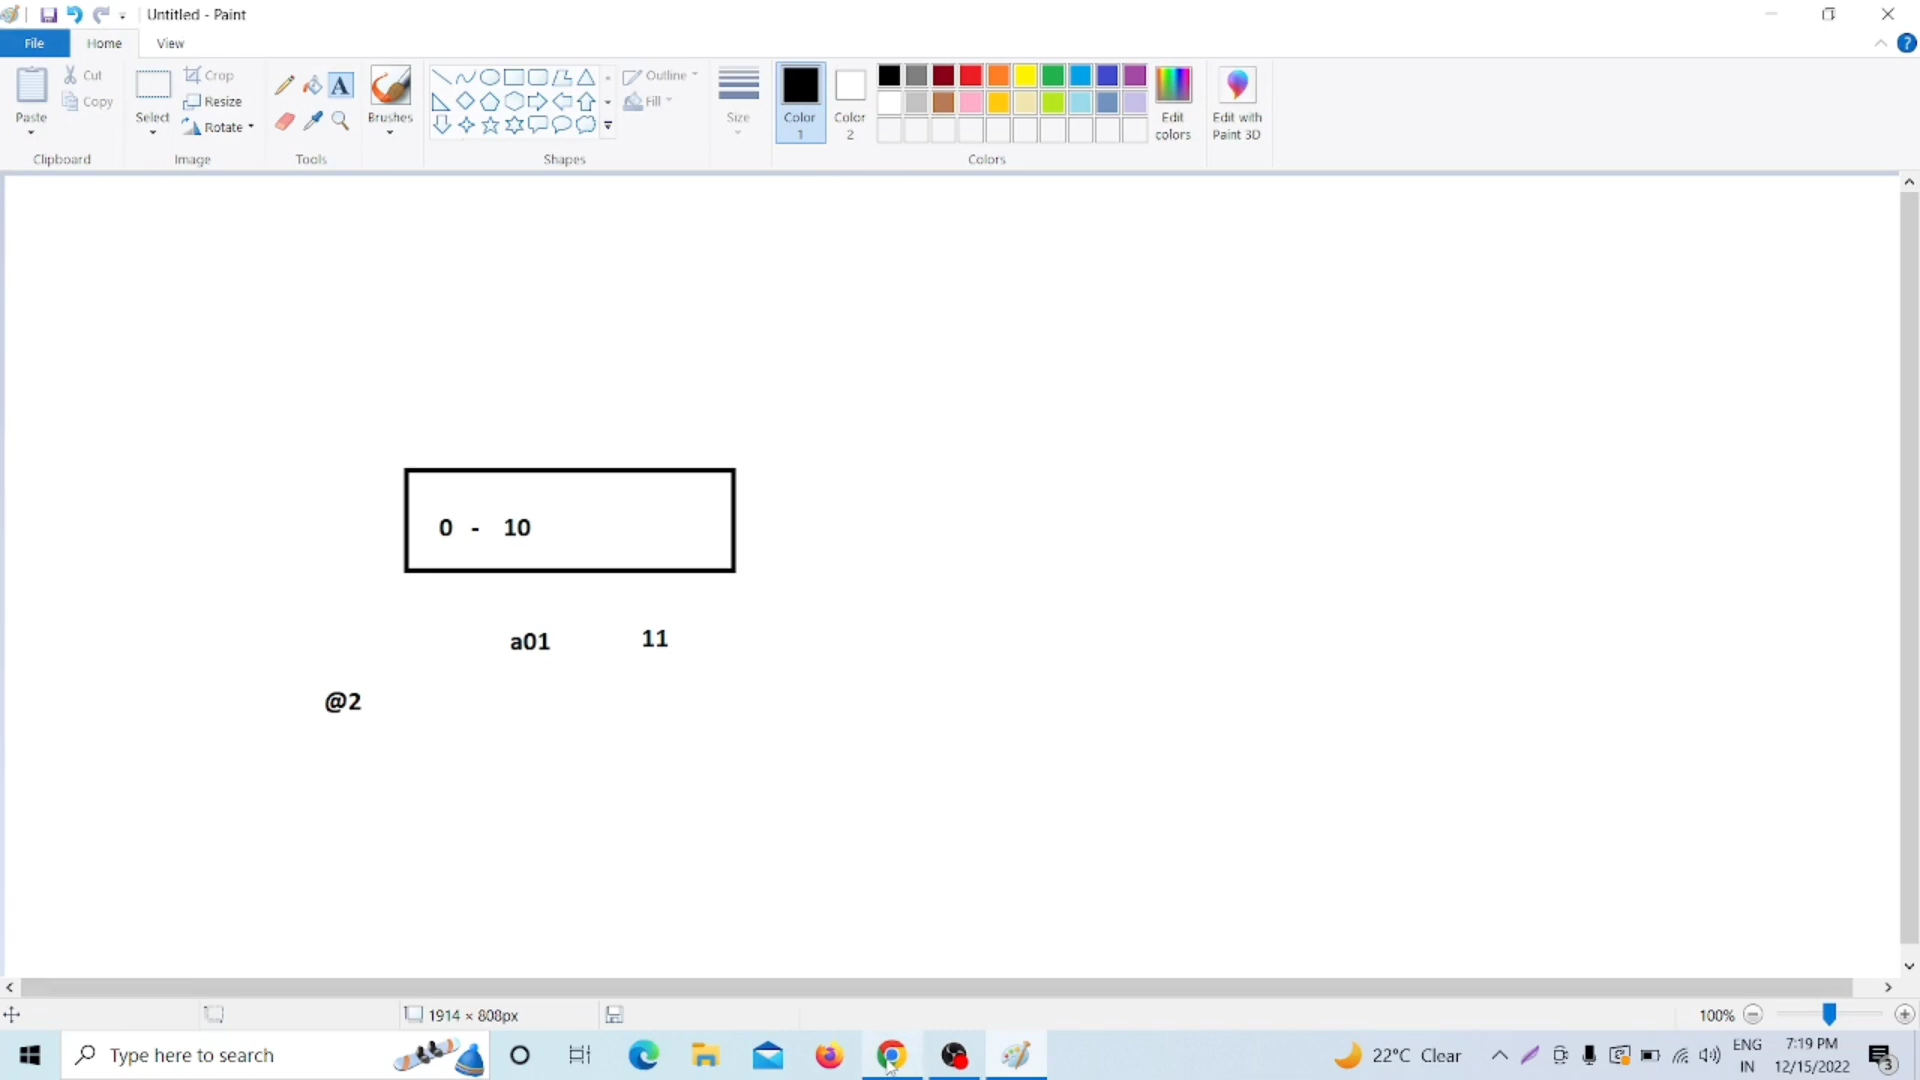 Untitled - Paint
File Home View
Paste
Cut
Copy
Clipboard
Select
Crop
Resize
Rotate
Image
Tools
Brushes
Shapes
Outline
Fill
Size
Color
1
Color
2
Colors
Edit
colors
Edit with
Paint 3D
0 - 10
a01 11
@2
1914 × 808px
100%
Type here to search
22°C Clear
ENG
IN
7:19 PM
12/15/2022
3